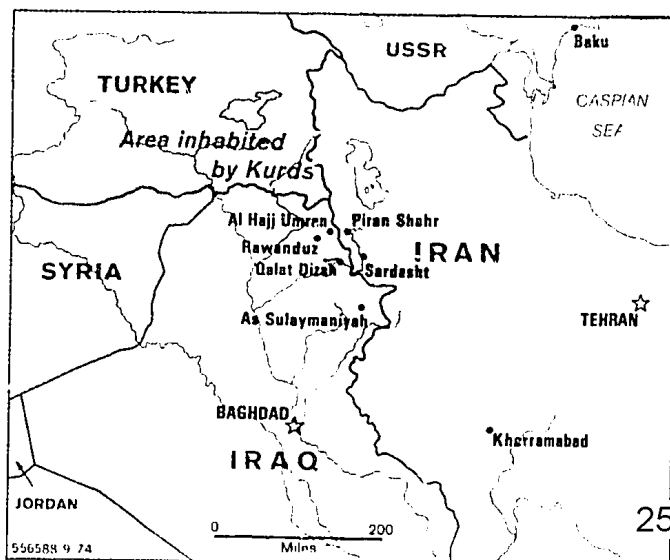 USSR
Baku
TURKEY
CASPIAN
SEA
Area inhabited
by Kurds
Al Hajj Umren
Piran Shahr
Rawanduz
IRAN
Qalat Dizah
Sardasht
SYRIA
As Sulaymaniyah
TEHRAN
BAGHDAD
Khorramabad
IRAQ
JORDAN
0 200
Miles
25
556588 9 74